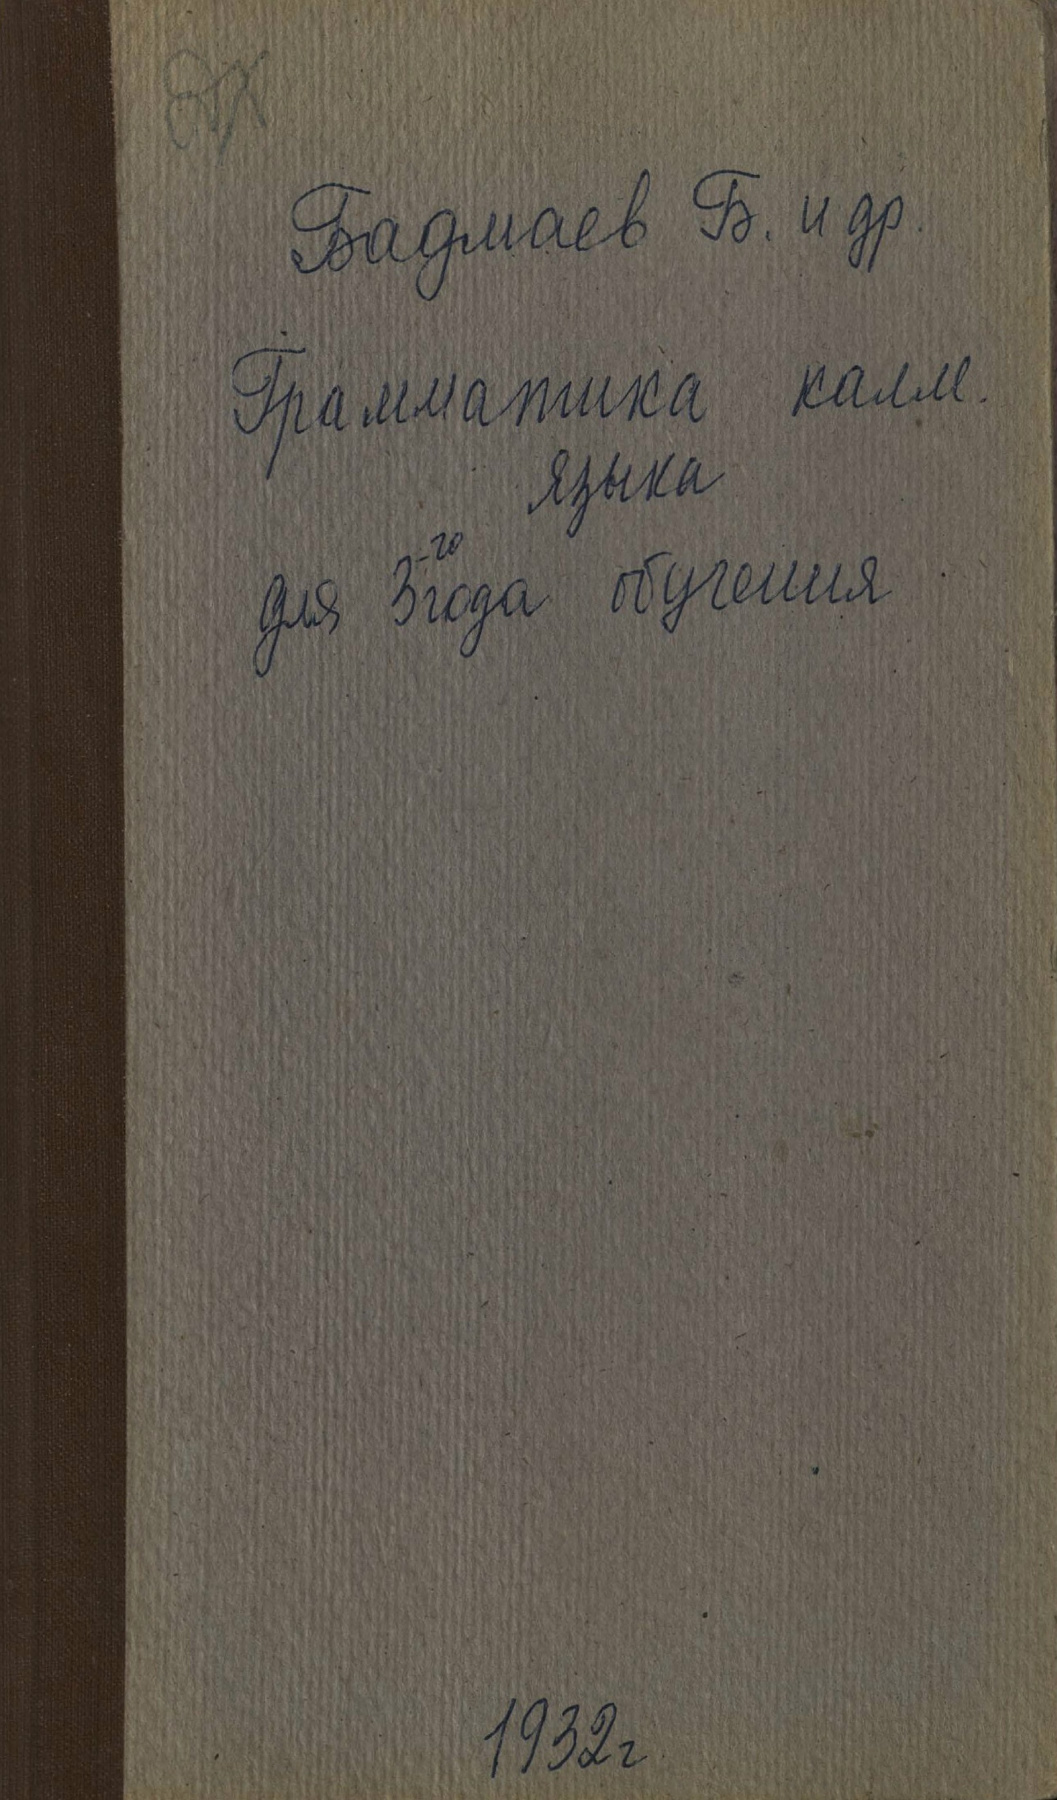 Бадмаев Б. и др.
Грамматика калм.
языка
для 3-го года обучения
1932г